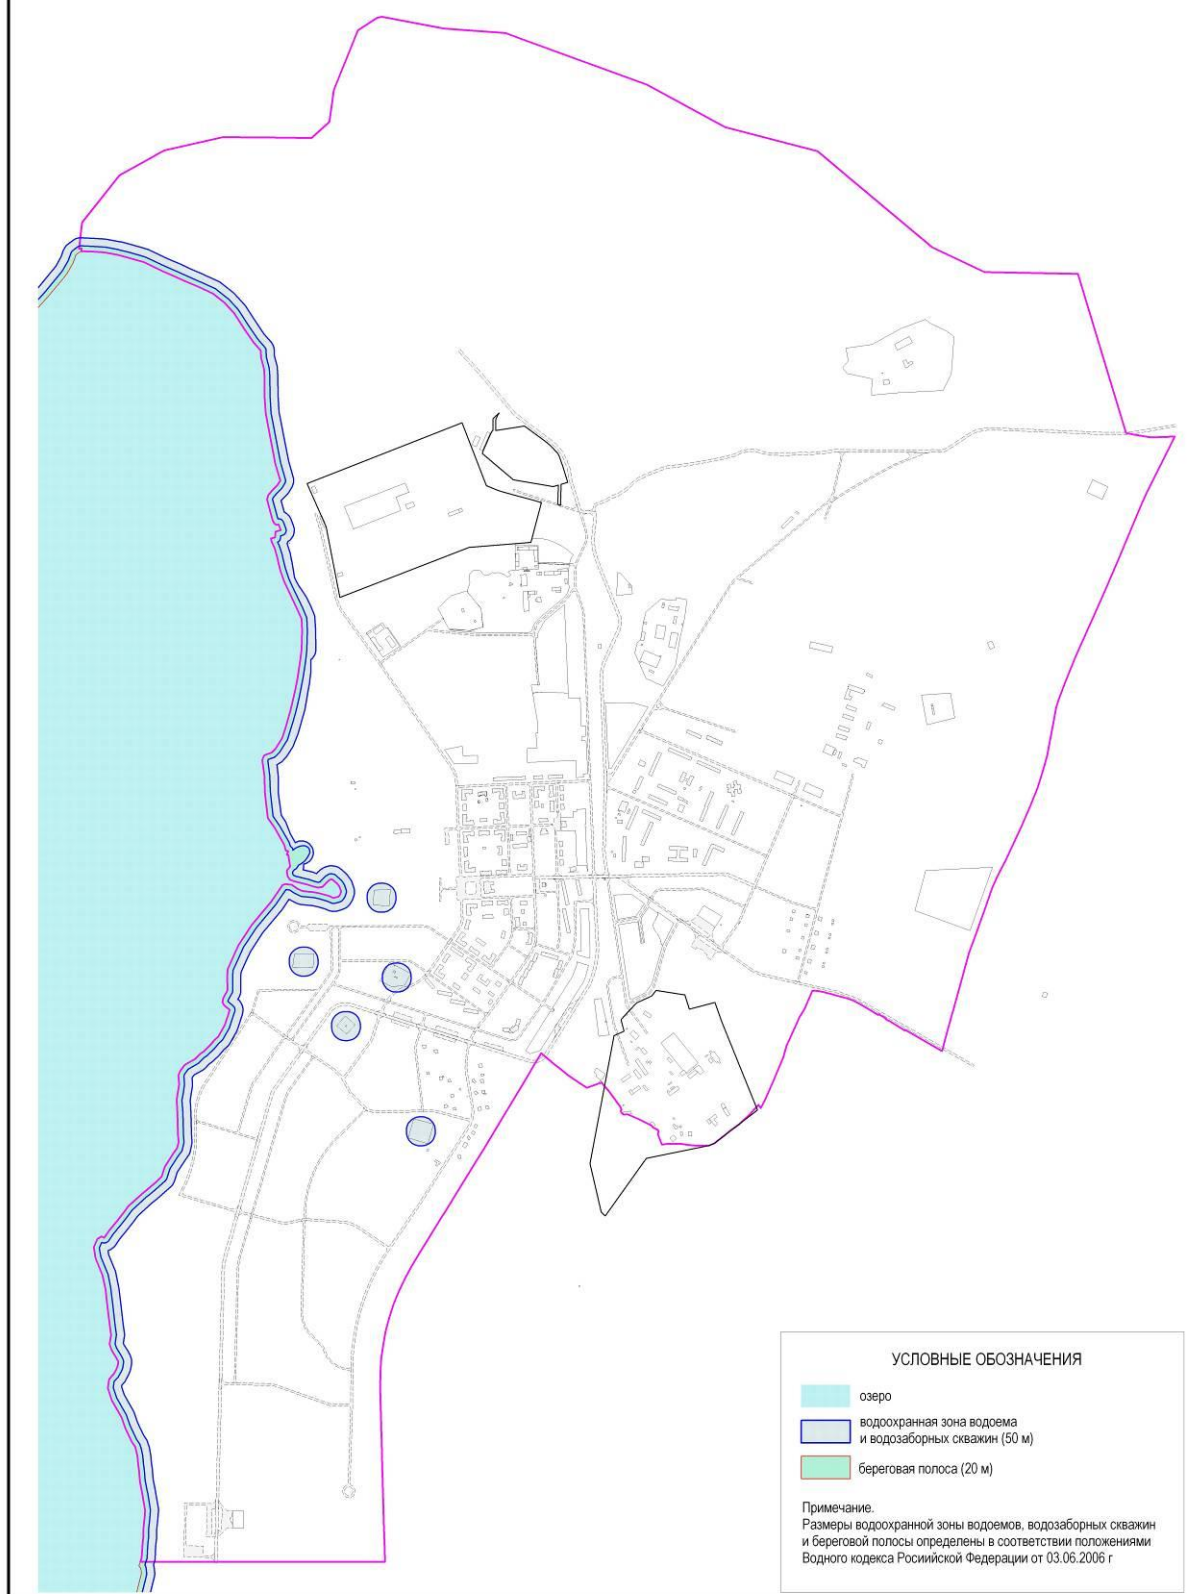 УСЛОВНЫЕ ОБОЗНАЧЕНИЯ
озеро
водоохранная зона водоема
и водозаборных скважин (50 м)
береговая полоса (20 м)
Примечание.
Размеры водоохранной зоны водоемов, водозаборных скважин
и береговой полосы определены в соответствии положениями
Водного кодекса Росиийской Федерации от 03.06.2006 г